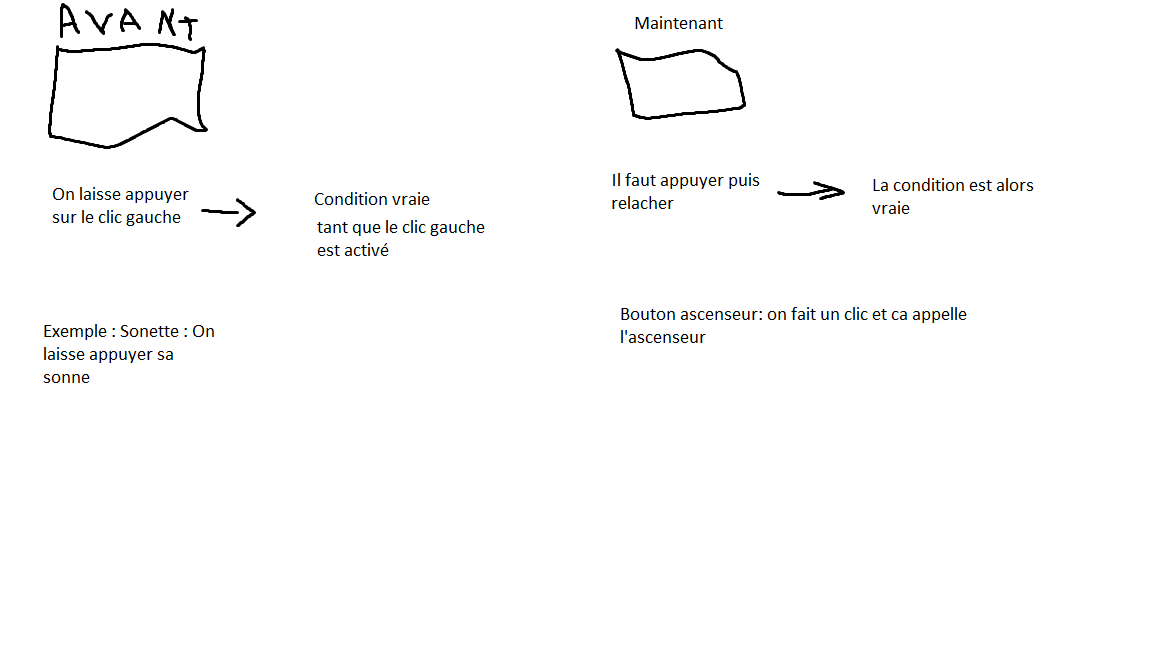 AVANT
On laisse appuyer
sur le clic gauche
Condition vraie
tant que le clic gauche
est activé
Exemple : Sonette : On
laisse appuyer sa
sonne
Maintenant
Il faut appuyer puis
relacher
La condition est alors
vraie
Bouton ascenseur: on fait un clic et ca appelle
l'ascenseur